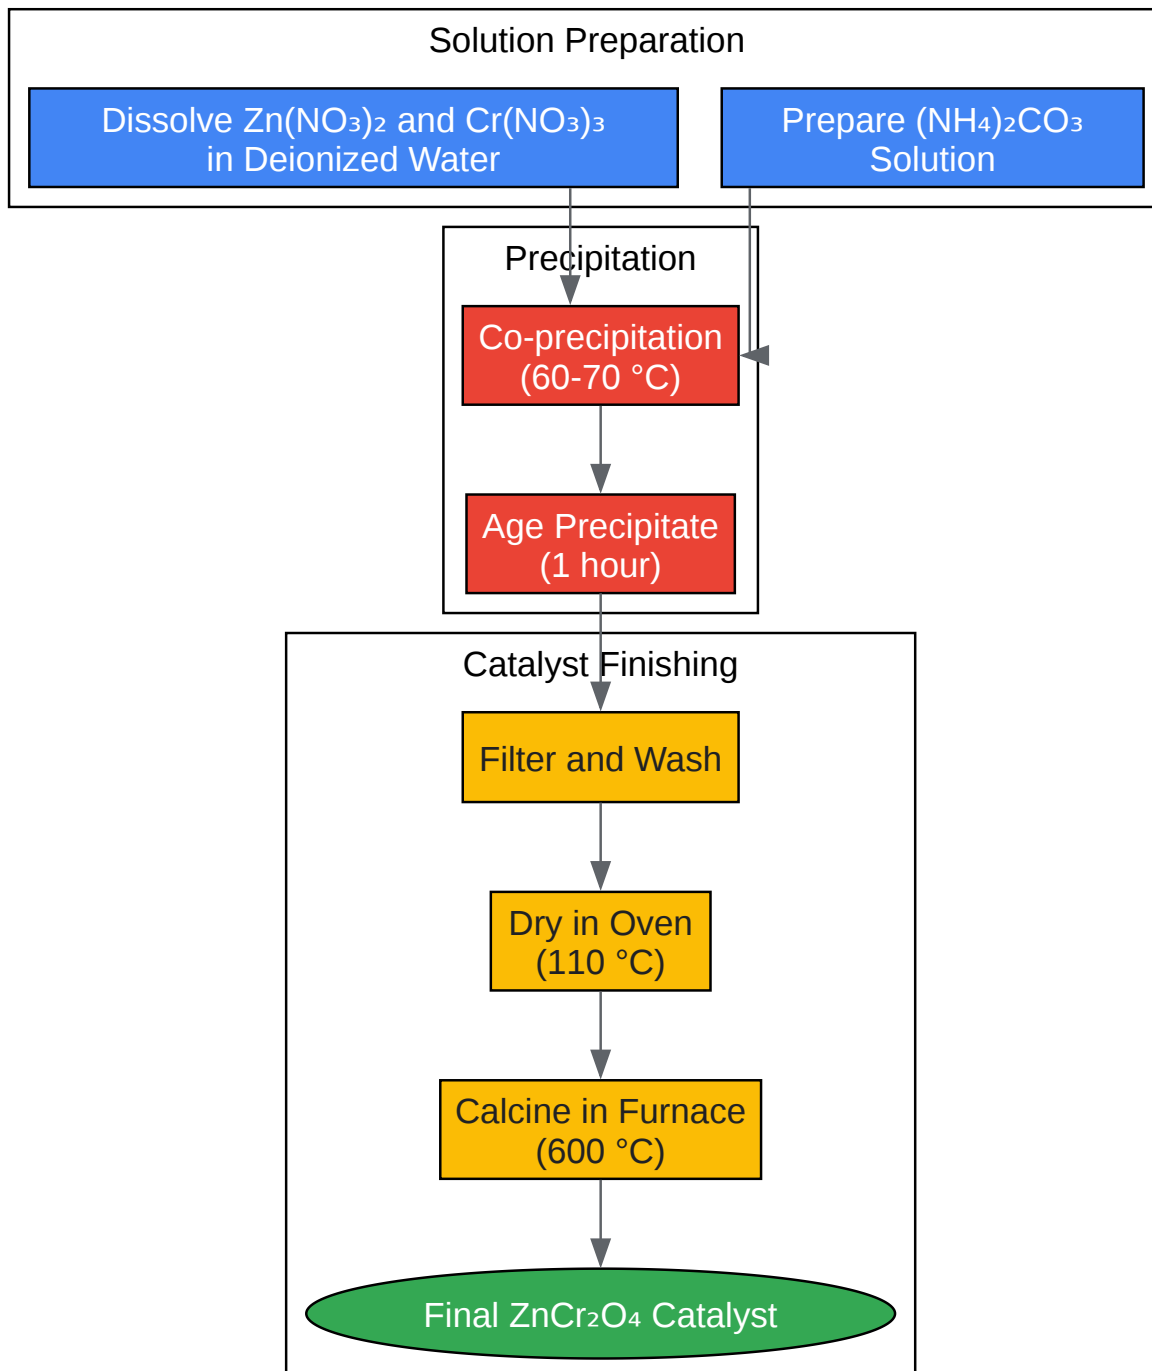 Solution Preparation
Dissolve Zn(NO₃)₂ and Cr(NO₃)₃
in Deionized Water
Prepare (NH₄)₂CO₃
Solution
Precipitation
Co-precipitation
(60-70 °C)
Age Precipitate
(1 hour)
Catalyst Finishing
Filter and Wash
Dry in Oven
(110 °C)
Calcine in Furnace
(600 °C)
Final ZnCr₂O₄ Catalyst